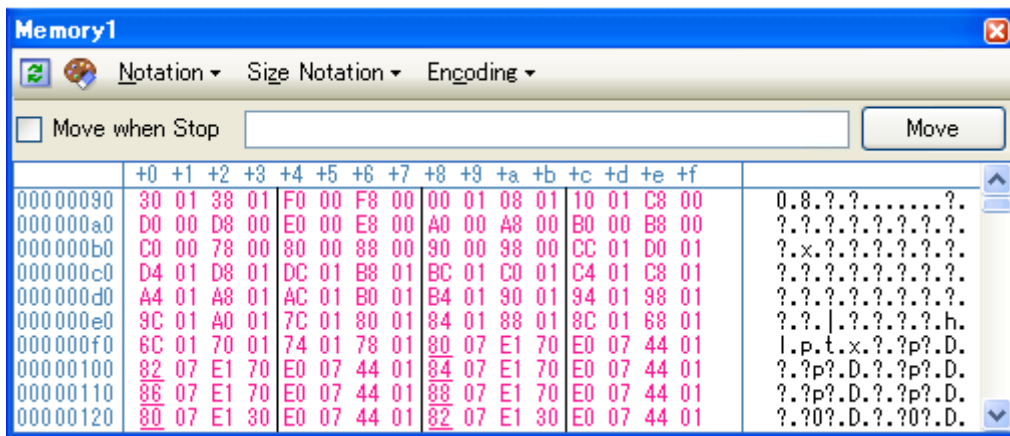 Memory1
Notation Size Notation Encoding
Move when Stop Move
+0 +1 +2 +3 +4 +5 +6 +7 +8 +9 +a +b +c +d +e +f
00000090 30 01 38 01 F0 00 F8 00 00 01 08 01 10 01 C8 00 0.8.?.?.......?.
000000a0 D0 00 D8 00 E0 00 E8 00 A0 00 A8 00 B0 00 B8 00 ?.?.?.?.?.?.?.?.
000000b0 C0 00 78 00 80 00 88 00 90 00 98 00 CC 01 D0 01 ?.x.?.?.?.?.?.?.
000000c0 D4 01 D8 01 DC 01 B8 01 BC 01 C0 01 C4 01 C8 01 ?.?.?.?.?.?.?.?.
000000d0 A4 01 A8 01 AC 01 B0 01 B4 01 90 01 94 01 98 01 ?.?.?.?.?.?.?.?.
000000e0 9C 01 A0 01 7C 01 80 01 84 01 88 01 8C 01 68 01 ?.?.|.?.?.?.?.h.
000000f0 6C 01 70 01 74 01 78 01 80 07 E1 70 E0 07 44 01 l.p.t.x.?.?p?.D.
00000100 82 07 E1 70 E0 07 44 01 84 07 E1 70 E0 07 44 01 ?.?p?.D.?.?p?.D.
00000110 86 07 E1 70 E0 07 44 01 88 07 E1 70 E0 07 44 01 ?.?p?.D.?.?p?.D.
00000120 80 07 E1 30 E0 07 44 01 82 07 E1 30 E0 07 44 01 ?.?0?.D.?.?0?.D.